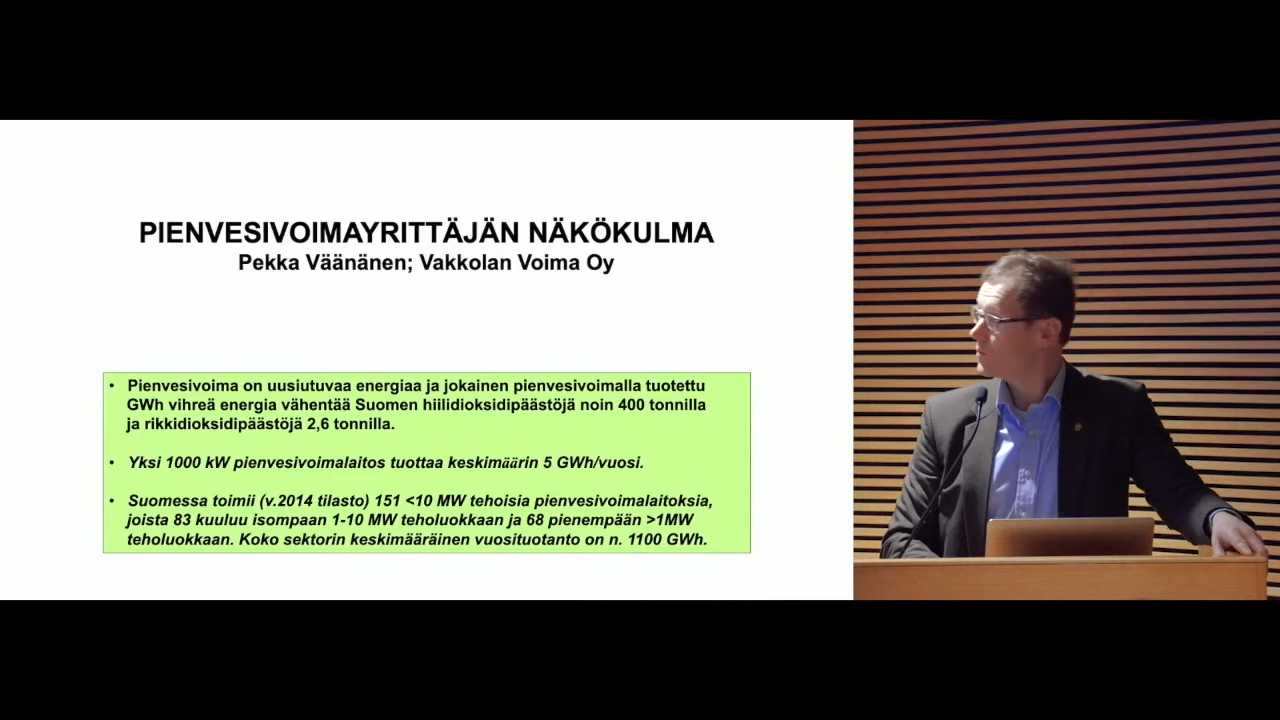 PIENVESIVOIMAYRITTÄJÄN NÄKÖKULMA
Pekka Väänänen; Vakkolan Voima Oy
• Pienvesivoima on uusiutuvaa energiaa ja jokainen pienvesivoimalla tuotettu
GWh vihreä energia vähentää Suomen hiilidioksidipäästöjä noin 400 tonnilla
ja rikkidioksidipäästöjä 2,6 tonnilla.
• Yksi 1000 kW pienvesivoimalaitos tuottaa keskimäärin 5 GWh/vuosi.
• Suomessa toimii (v.2014 tilasto) 151 <10 MW tehoisia pienvesivoimalaitoksia,
joista 83 kuuluu isompaan 1-10 MW teholuokkaan ja 68 pienempään >1MW
teholuokkaan. Koko sektorin keskimääräinen vuosituotanto on n. 1100 GWh.